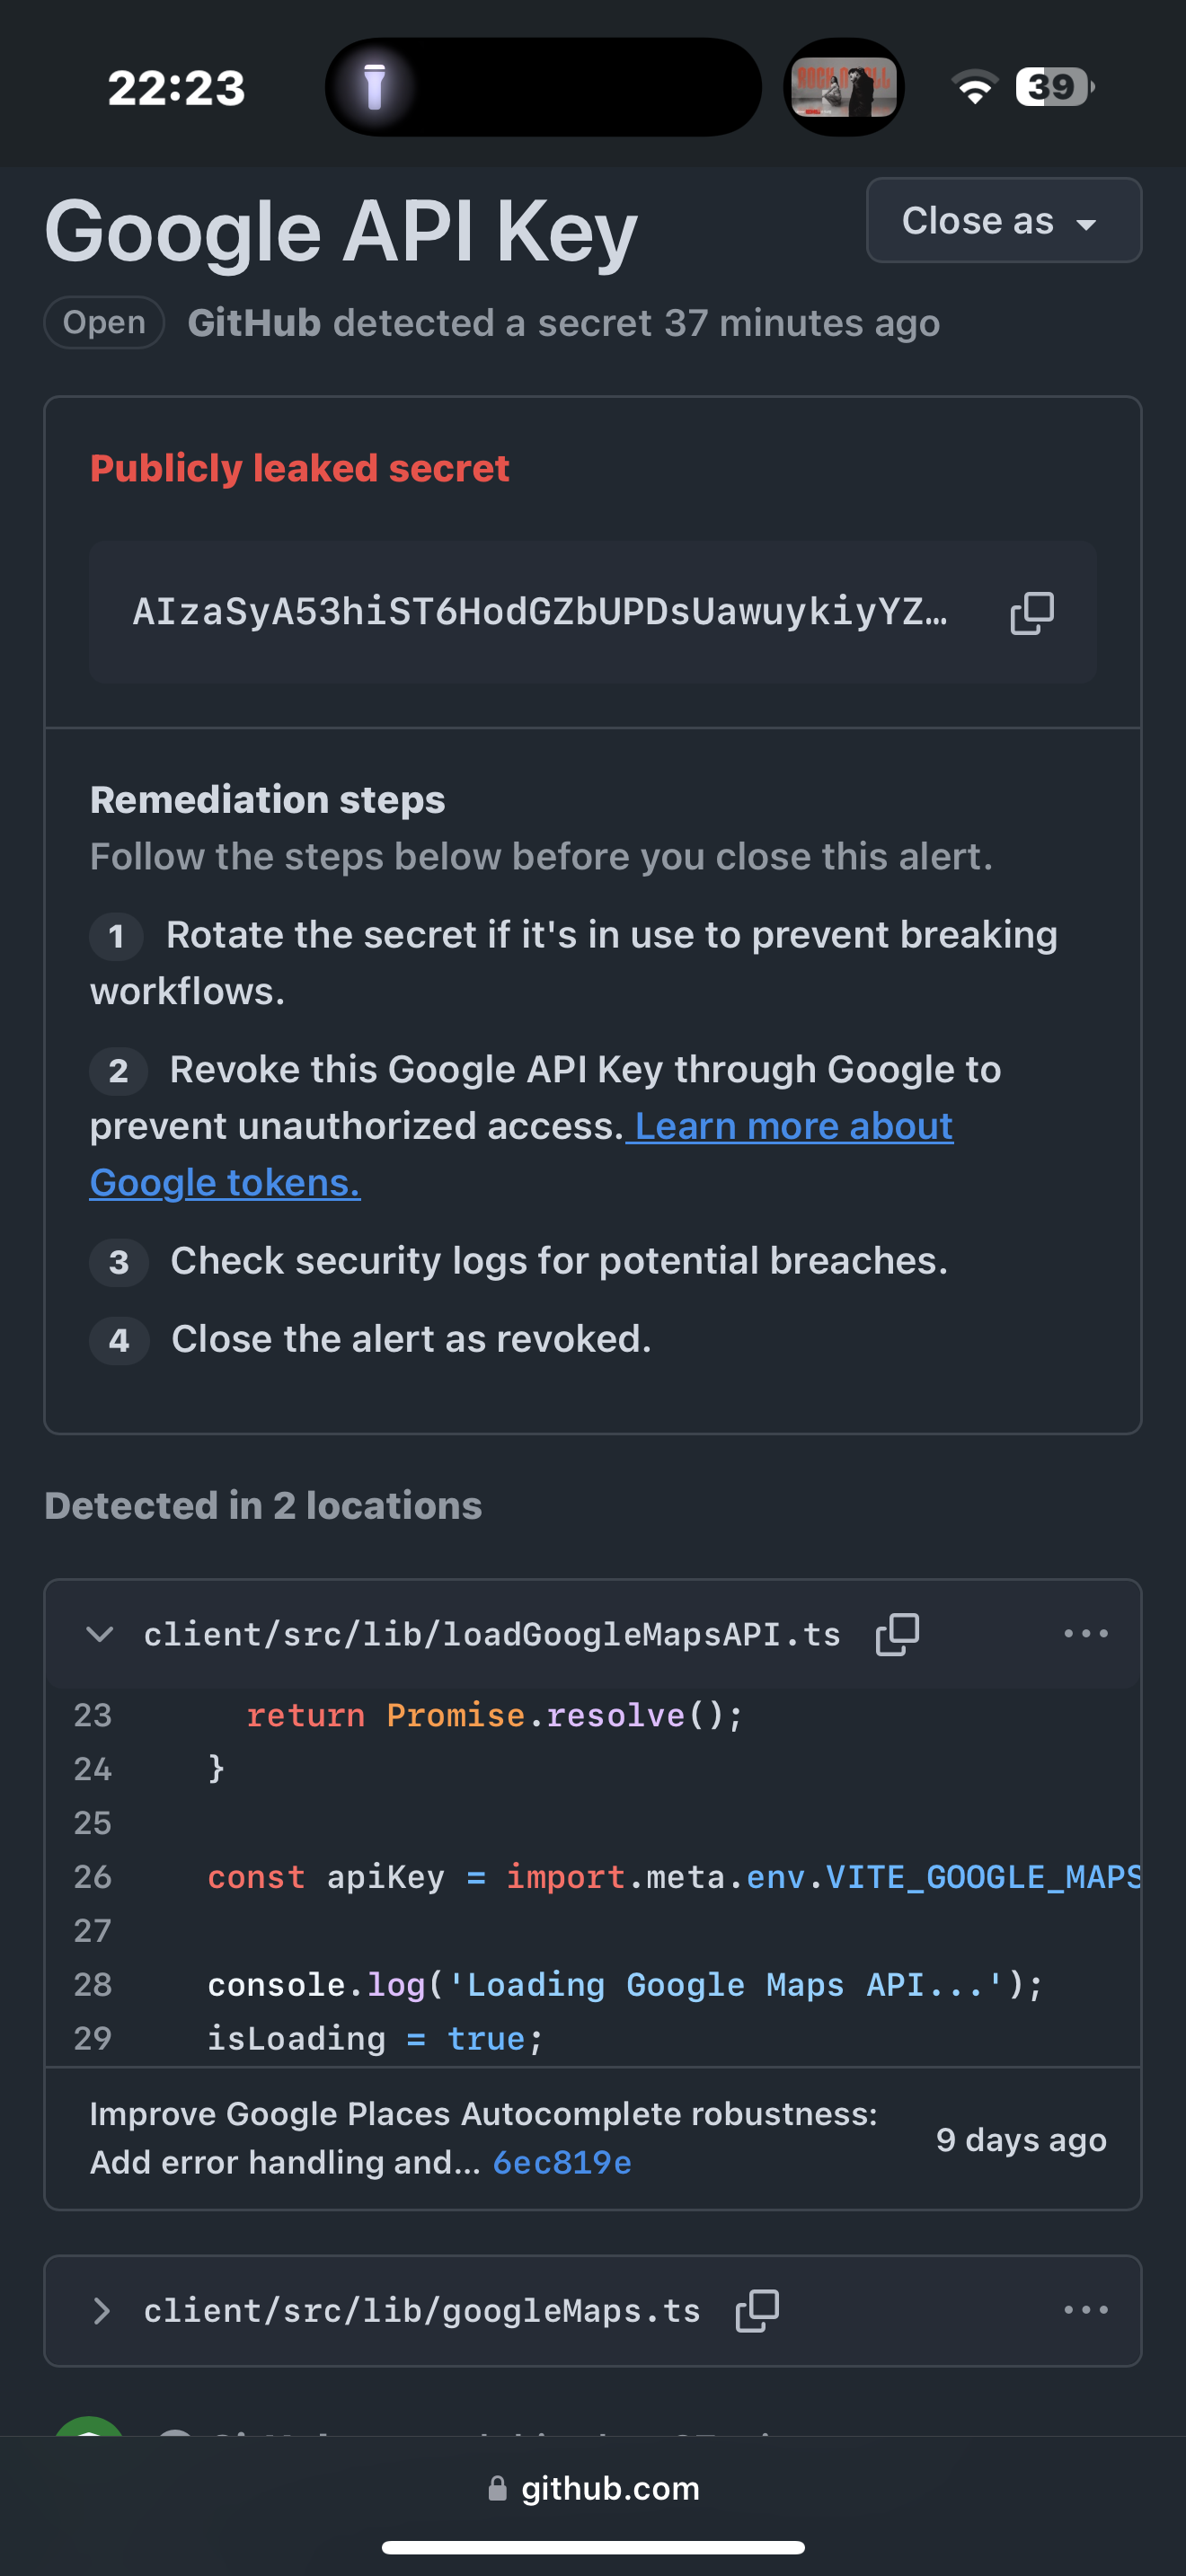 22:23
ROCK N ROLL
39
Google API Key
Close as
Open GitHub detected a secret 37 minutes ago
Publicly leaked secret
AIzaSyA53hiST6HodGZbUPDsUawuykiyYZ…
Remediation steps
Follow the steps below before you close this alert.
1 Rotate the secret if it's in use to prevent breaking
workflows.
2 Revoke this Google API Key through Google to
prevent unauthorized access. Learn more about
Google tokens.
3 Check security logs for potential breaches.
4 Close the alert as revoked.
Detected in 2 locations
client/src/lib/loadGoogleMapsAPI.ts
23 return Promise.resolve();
24 }
25
26 const apiKey = import.meta.env.VITE_GOOGLE_MAPS
27
28 console.log('Loading Google Maps API...');
29 isLoading = true;
Improve Google Places Autocomplete robustness:
Add error handling and... 6ec819e
9 days ago
client/src/lib/googleMaps.ts
github.com